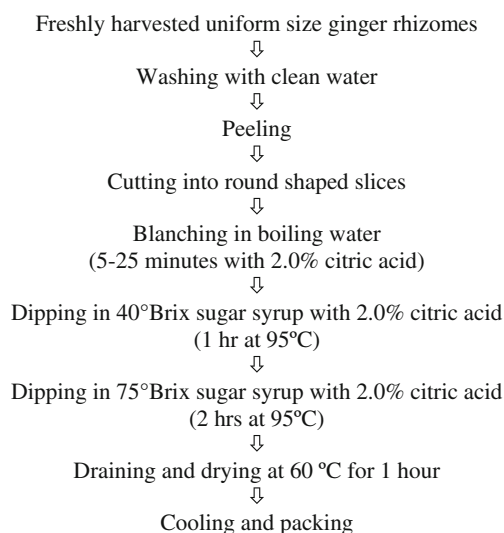 Freshly harvested uniform size ginger rhizomes
⇩
Washing with clean water
⇩
Peeling
⇩
Cutting into round shaped slices
⇩
Blanching in boiling water
(5-25 minutes with 2.0% citric acid)
⇩
Dipping in 40°Brix sugar syrup with 2.0% citric acid
(1 hr at 95ºC)
⇩
Dipping in 75°Brix sugar syrup with 2.0% citric acid
(2 hrs at 95ºC)
⇩
Draining and drying at 60 ºC for 1 hour
⇩
Cooling and packing